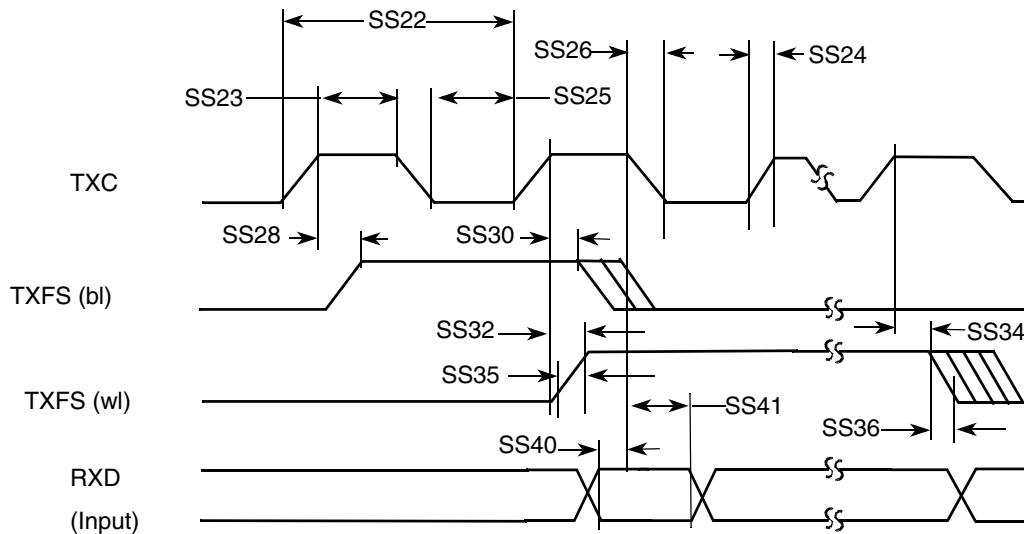 SS22
SS26
SS24
SS23
SS25
TXC
SS28
SS30
TXFS (bl)
SS32
SS34
SS35
TXFS (wl)
SS41
SS36
SS40
RXD
(Input)